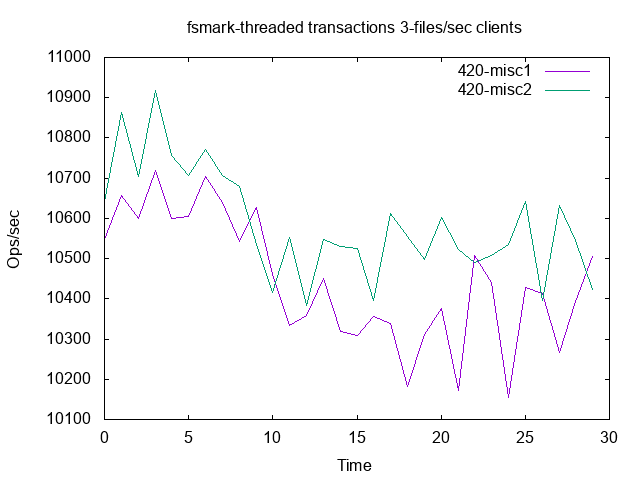 fsmark-threaded transactions 3-files/sec clients
11000
10900
10800
10700
10600
10500
10400
10300
10200
10100
Ops/sec
420-misc1
420-misc2
0 5 10 15 20 25 30
Time